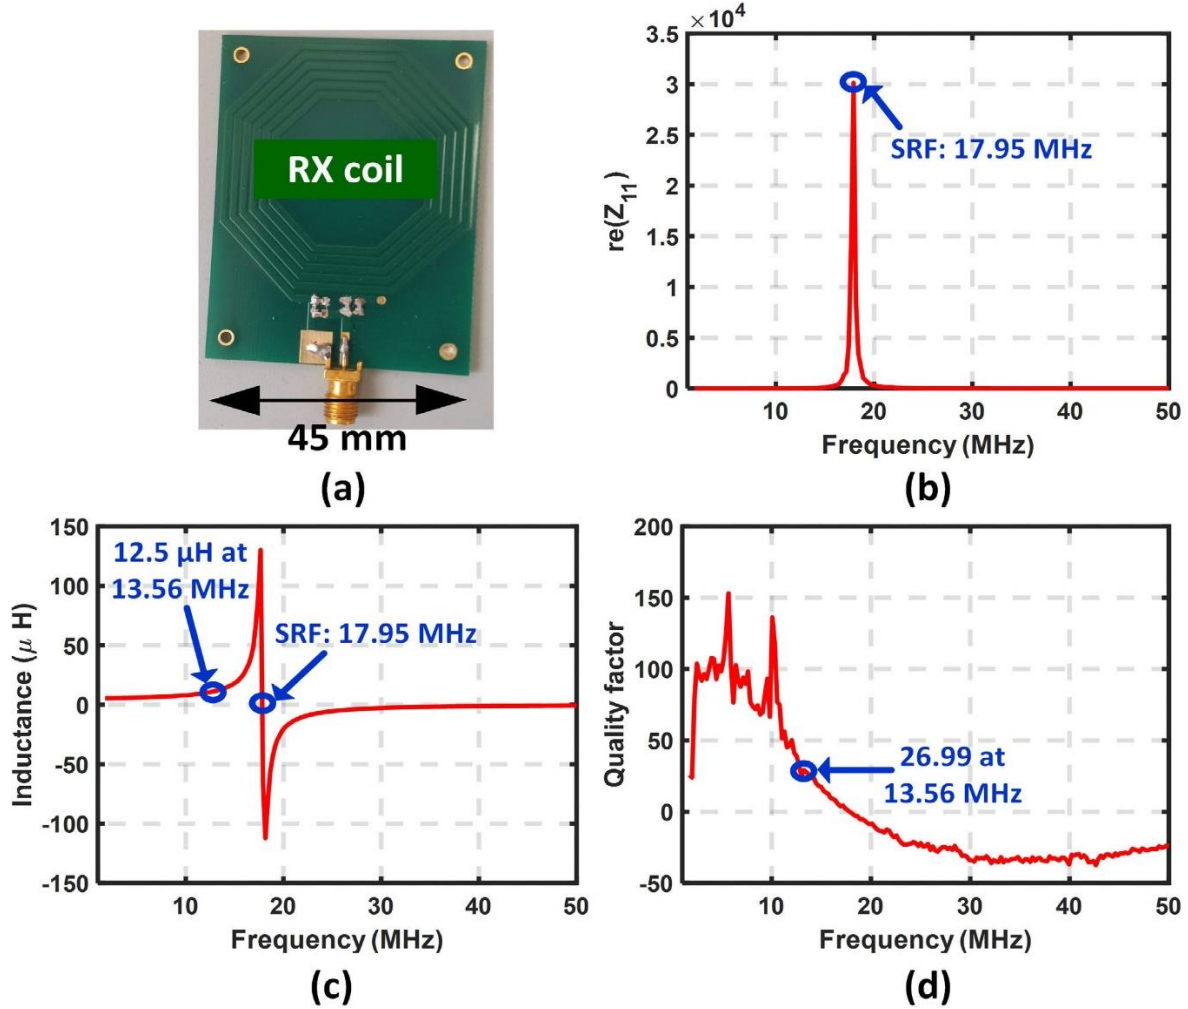 RX coil
45 mm
(a)
×10⁴
3.5
3
2.5
2
1.5
1
0.5
0
re(Z₁₁)
SRF: 17.95 MHz
10 20 30 40 50
Frequency (MHz)
(b)
150
100
50
0
-50
-100
-150
Inductance (μ H)
12.5 μH at
13.56 MHz
SRF: 17.95 MHz
10 20 30 40 50
Frequency (MHz)
(c)
200
150
100
50
0
-50
Quality factor
26.99 at
13.56 MHz
10 20 30 40 50
Frequency (MHz)
(d)